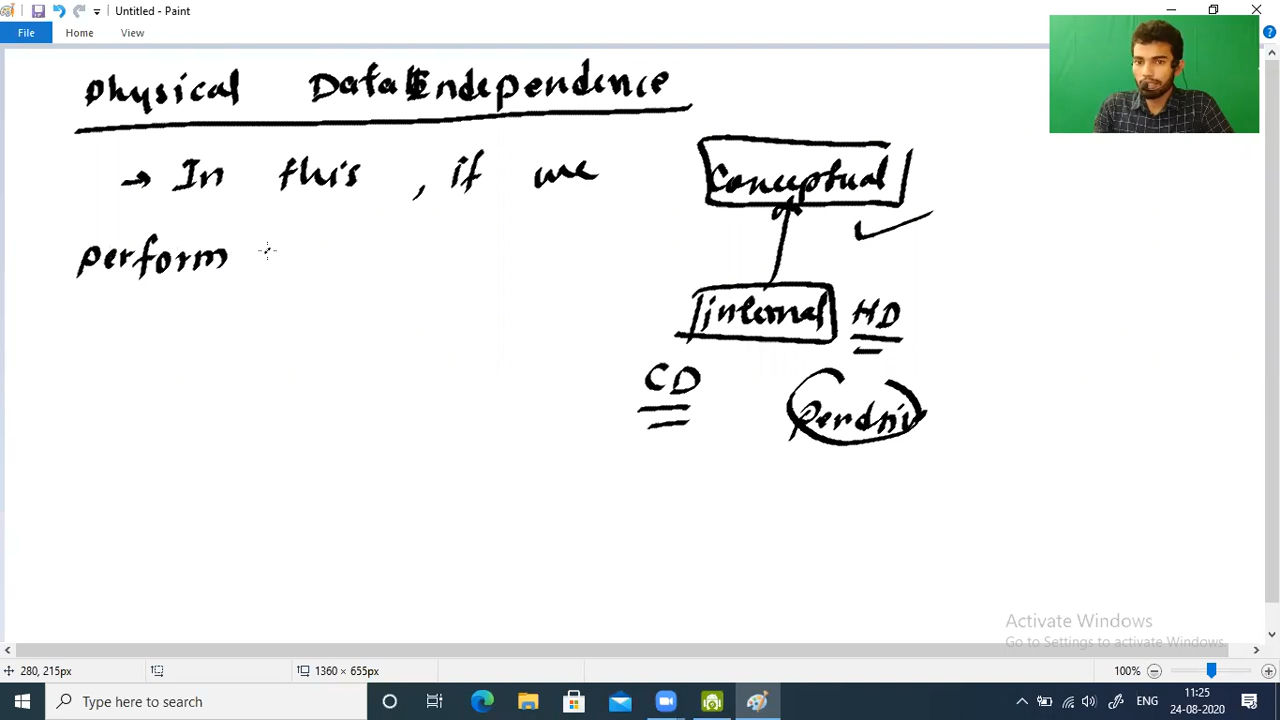 Untitled - Paint
File Home View
Physical Data Independence
→ In this, if we
perform
Conceptual
internal HD
CD
Pendriv
Activate Windows
Go to Settings to activate Windows.
280, 215px
1360 × 655px
100%
Type here to search
ENG
11:25
24-08-2020